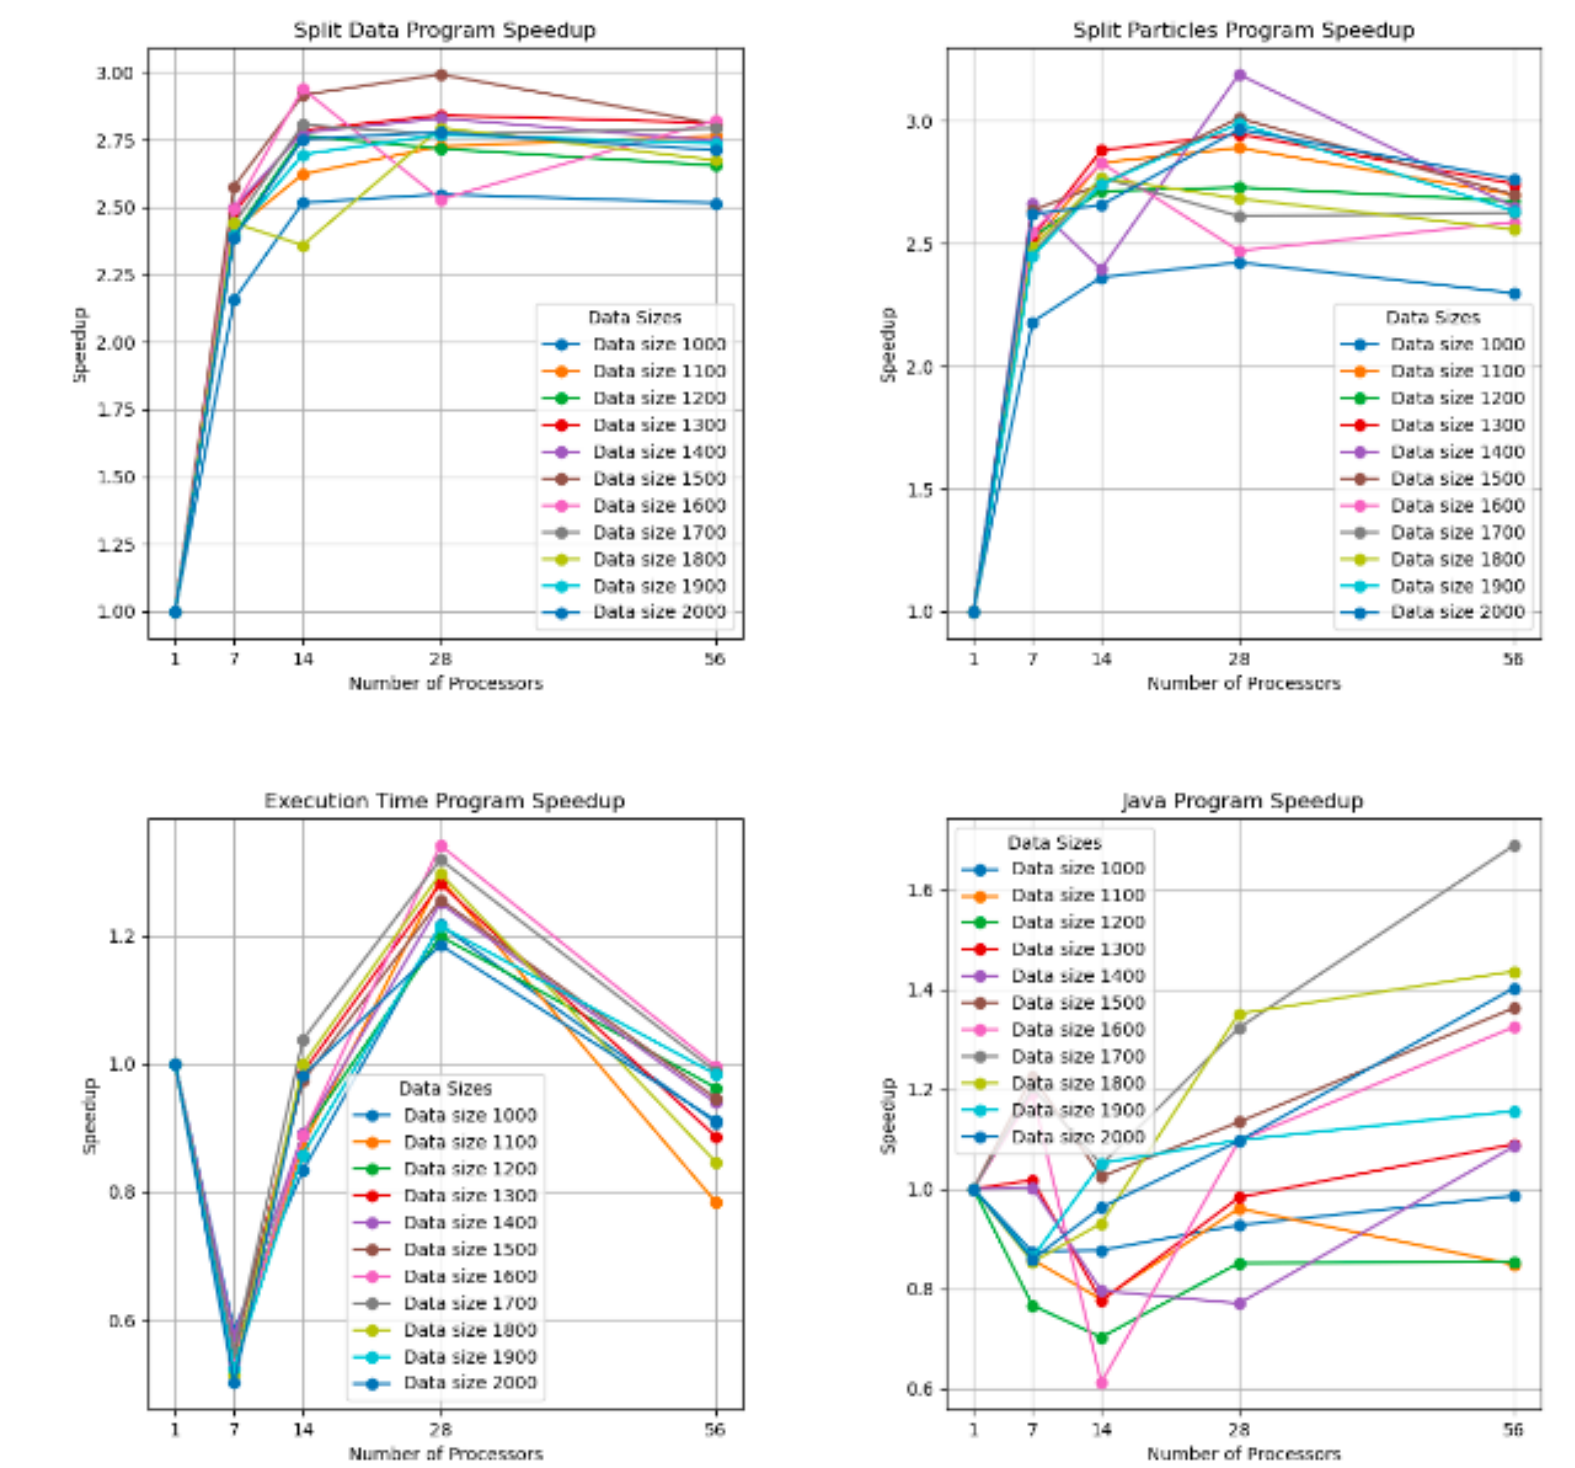 Split Data Program Speedup
3.00
2.75
2.50
2.25
2.00
1.75
1.50
1.25
1.00
Speedup
Data Sizes
Data size 1000
Data size 1100
Data size 1200
Data size 1300
Data size 1400
Data size 1500
Data size 1600
Data size 1700
Data size 1800
Data size 1900
Data size 2000
1 7 14 28 56
Number of Processors
Split Particles Program Speedup
3.0
2.5
2.0
1.5
1.0
Speedup
Data Sizes
Data size 1000
Data size 1100
Data size 1200
Data size 1300
Data size 1400
Data size 1500
Data size 1600
Data size 1700
Data size 1800
Data size 1900
Data size 2000
1 7 14 28 56
Number of Processors
Execution Time Program Speedup
1.2
1.0
0.8
0.6
Speedup
Data Sizes
Data size 1000
Data size 1100
Data size 1200
Data size 1300
Data size 1400
Data size 1500
Data size 1600
Data size 1700
Data size 1800
Data size 1900
Data size 2000
1 7 14 28 56
Number of Processors
Java Program Speedup
1.6
1.4
1.2
1.0
0.8
0.6
Speedup
Data Sizes
Data size 1000
Data size 1100
Data size 1200
Data size 1300
Data size 1400
Data size 1500
Data size 1600
Data size 1700
Data size 1800
Data size 1900
Data size 2000
1 7 14 28 56
Number of Processors